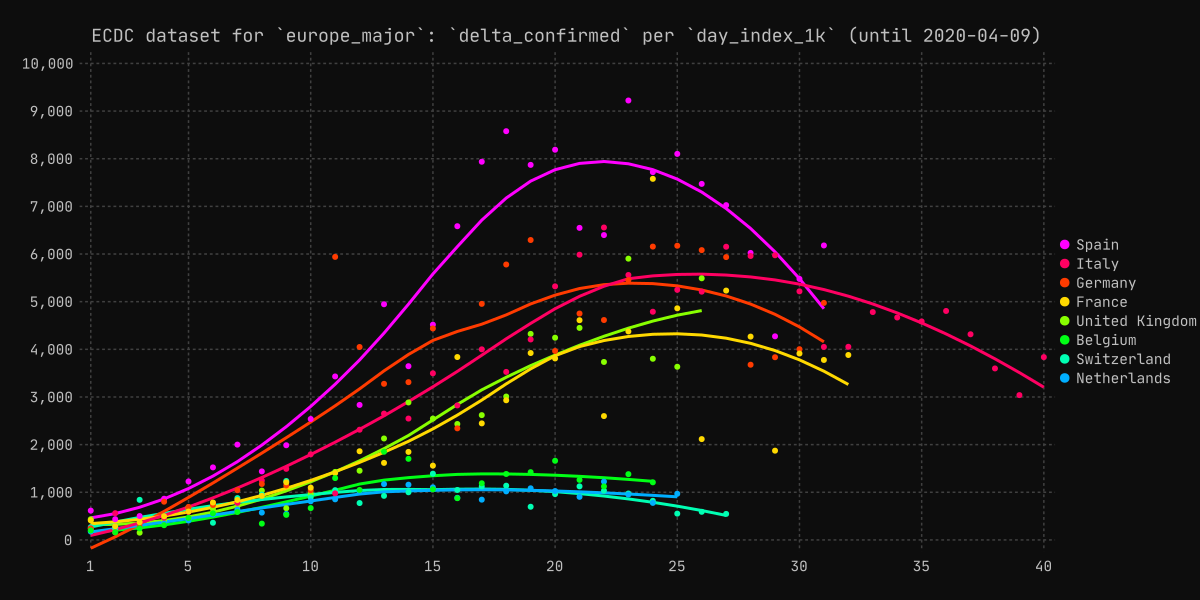 ECDC dataset for `europe_major`: `delta_confirmed` per `day_index_1k` (until 2020-04-09)
10,000
9,000
8,000
7,000
6,000
5,000
4,000
3,000
2,000
1,000
0
1 5 10 15 20 25 30 35 40
Spain
Italy
Germany
France
United Kingdom
Belgium
Switzerland
Netherlands